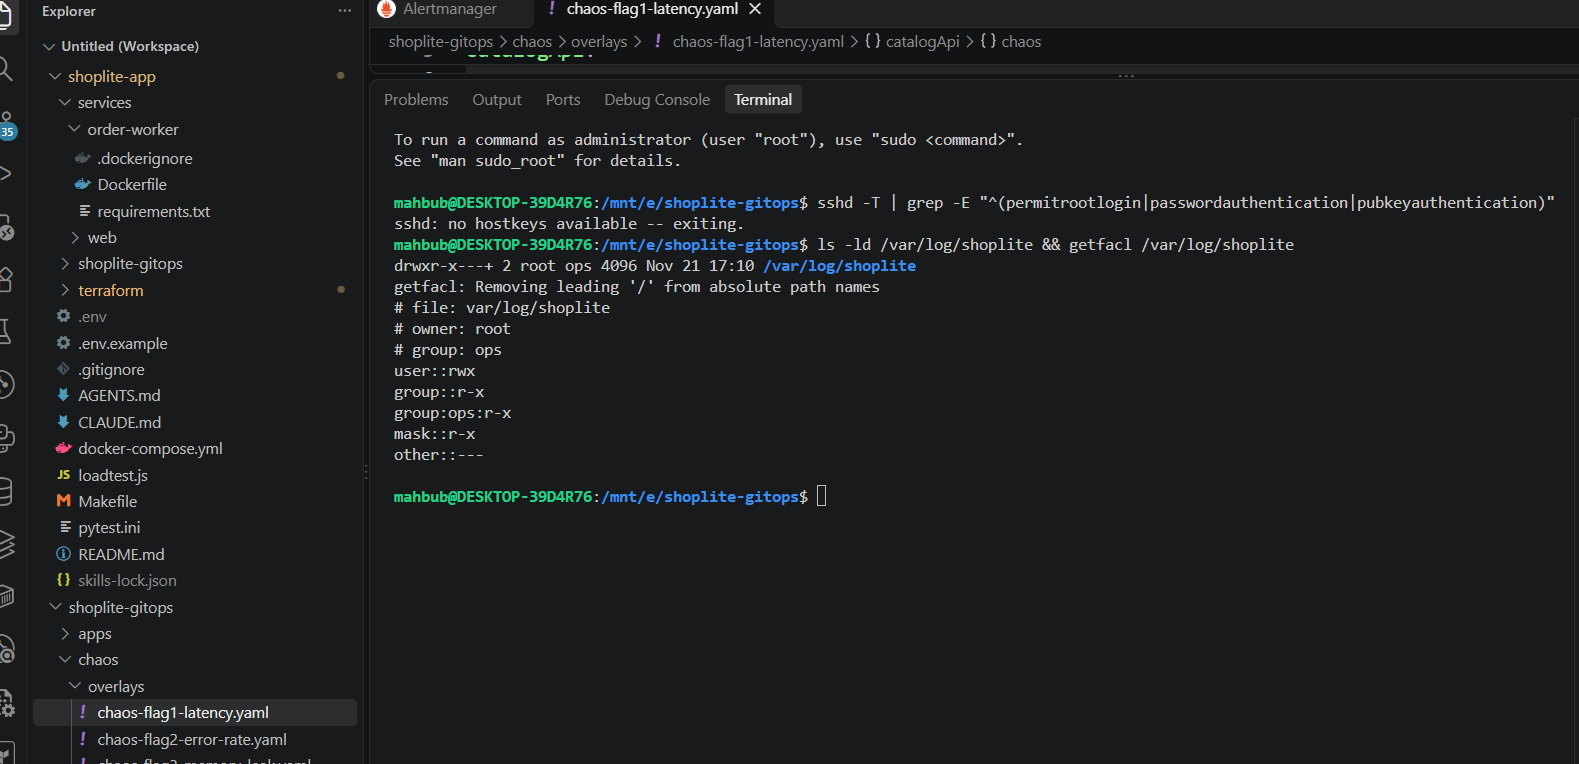 Explorer
···
Untitled (Workspace)
shoplite-app
services
order-worker
.dockerignore
Dockerfile
requirements.txt
web
shoplite-gitops
terraform
.env
.env.example
.gitignore
AGENTS.md
CLAUDE.md
docker-compose.yml
JS loadtest.js
M Makefile
pytest.ini
README.md
{} skills-lock.json
shoplite-gitops
apps
chaos
overlays
! chaos-flag1-latency.yaml
! chaos-flag2-error-rate.yaml
35
Alertmanager
! chaos-flag1-latency.yaml
shoplite-gitops > chaos > overlays > ! chaos-flag1-latency.yaml > {} catalogApi > {} chaos
catalogApi:
Problems Output Ports Debug Console Terminal
To run a command as administrator (user "root"), use "sudo <command>".
See "man sudo_root" for details.
mahbub@DESKTOP-39D4R76:/mnt/e/shoplite-gitops$ sshd -T | grep -E "^(permitrootlogin|passwordauthentication|pubkeyauthentication)"
sshd: no hostkeys available -- exiting.
mahbub@DESKTOP-39D4R76:/mnt/e/shoplite-gitops$ ls -ld /var/log/shoplite && getfacl /var/log/shoplite
drwxr-x---+ 2 root ops 4096 Nov 21 17:10 /var/log/shoplite
getfacl: Removing leading '/' from absolute path names
# file: var/log/shoplite
# owner: root
# group: ops
user::rwx
group::r-x
group:ops:r-x
mask::r-x
other::---
mahbub@DESKTOP-39D4R76:/mnt/e/shoplite-gitops$